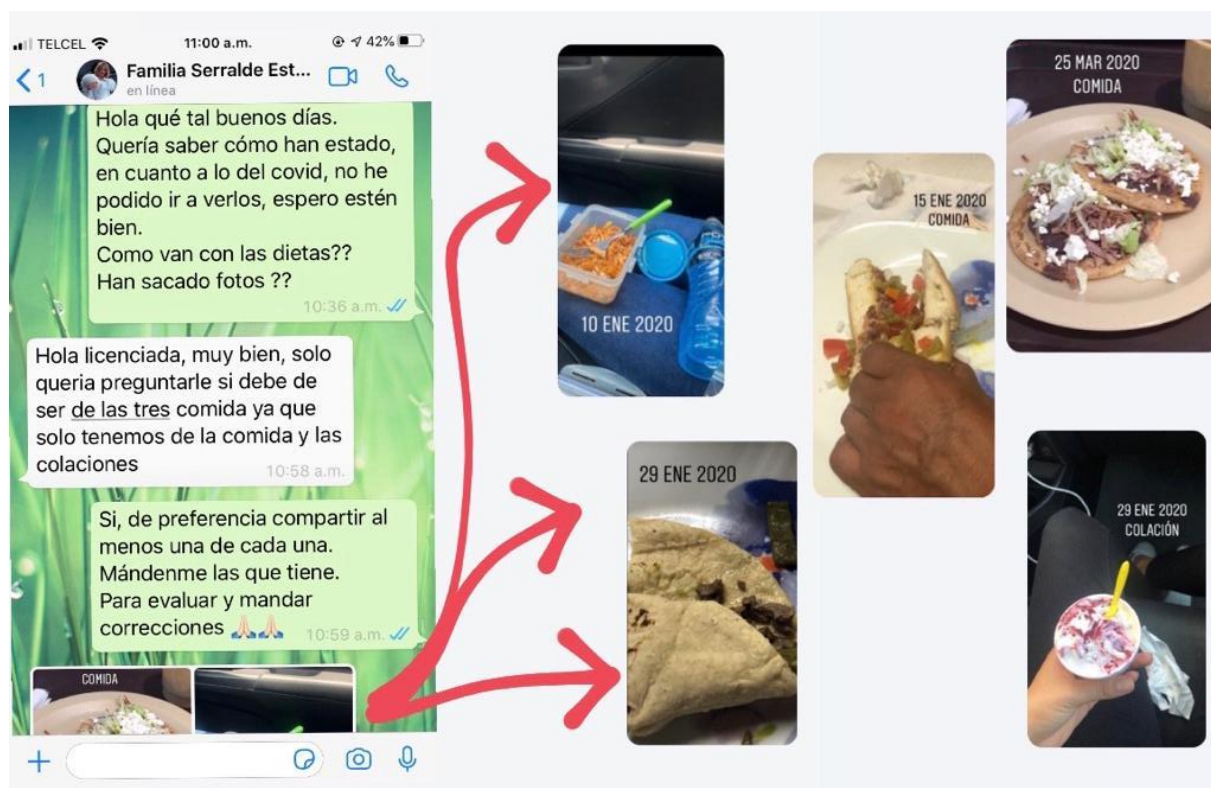 TELCEL 11:00 a.m. 42%
1 Familia Serralde Est...
en línea
Hola qué tal buenos días.
Quería saber cómo han estado,
en cuanto a lo del covid, no he
podido ir a verlos, espero estén
bien.
Como van con las dietas??
Han sacado fotos ??
10:36 a.m.
Hola licenciada, muy bien, solo
queria preguntarle si debe de
ser de las tres comida ya que
solo tenemos de la comida y las
colaciones
10:58 a.m.
Si, de preferencia compartir al
menos una de cada una.
Mándenme las que tiene.
Para evaluar y mandar
correcciones 🙏🏻🙏🏻 10:59 a.m.
COMIDA
10 ENE 2020
29 ENE 2020
15 ENE 2020
COMIDA
25 MAR 2020
COMIDA
29 ENE 2020
COLACIÓN